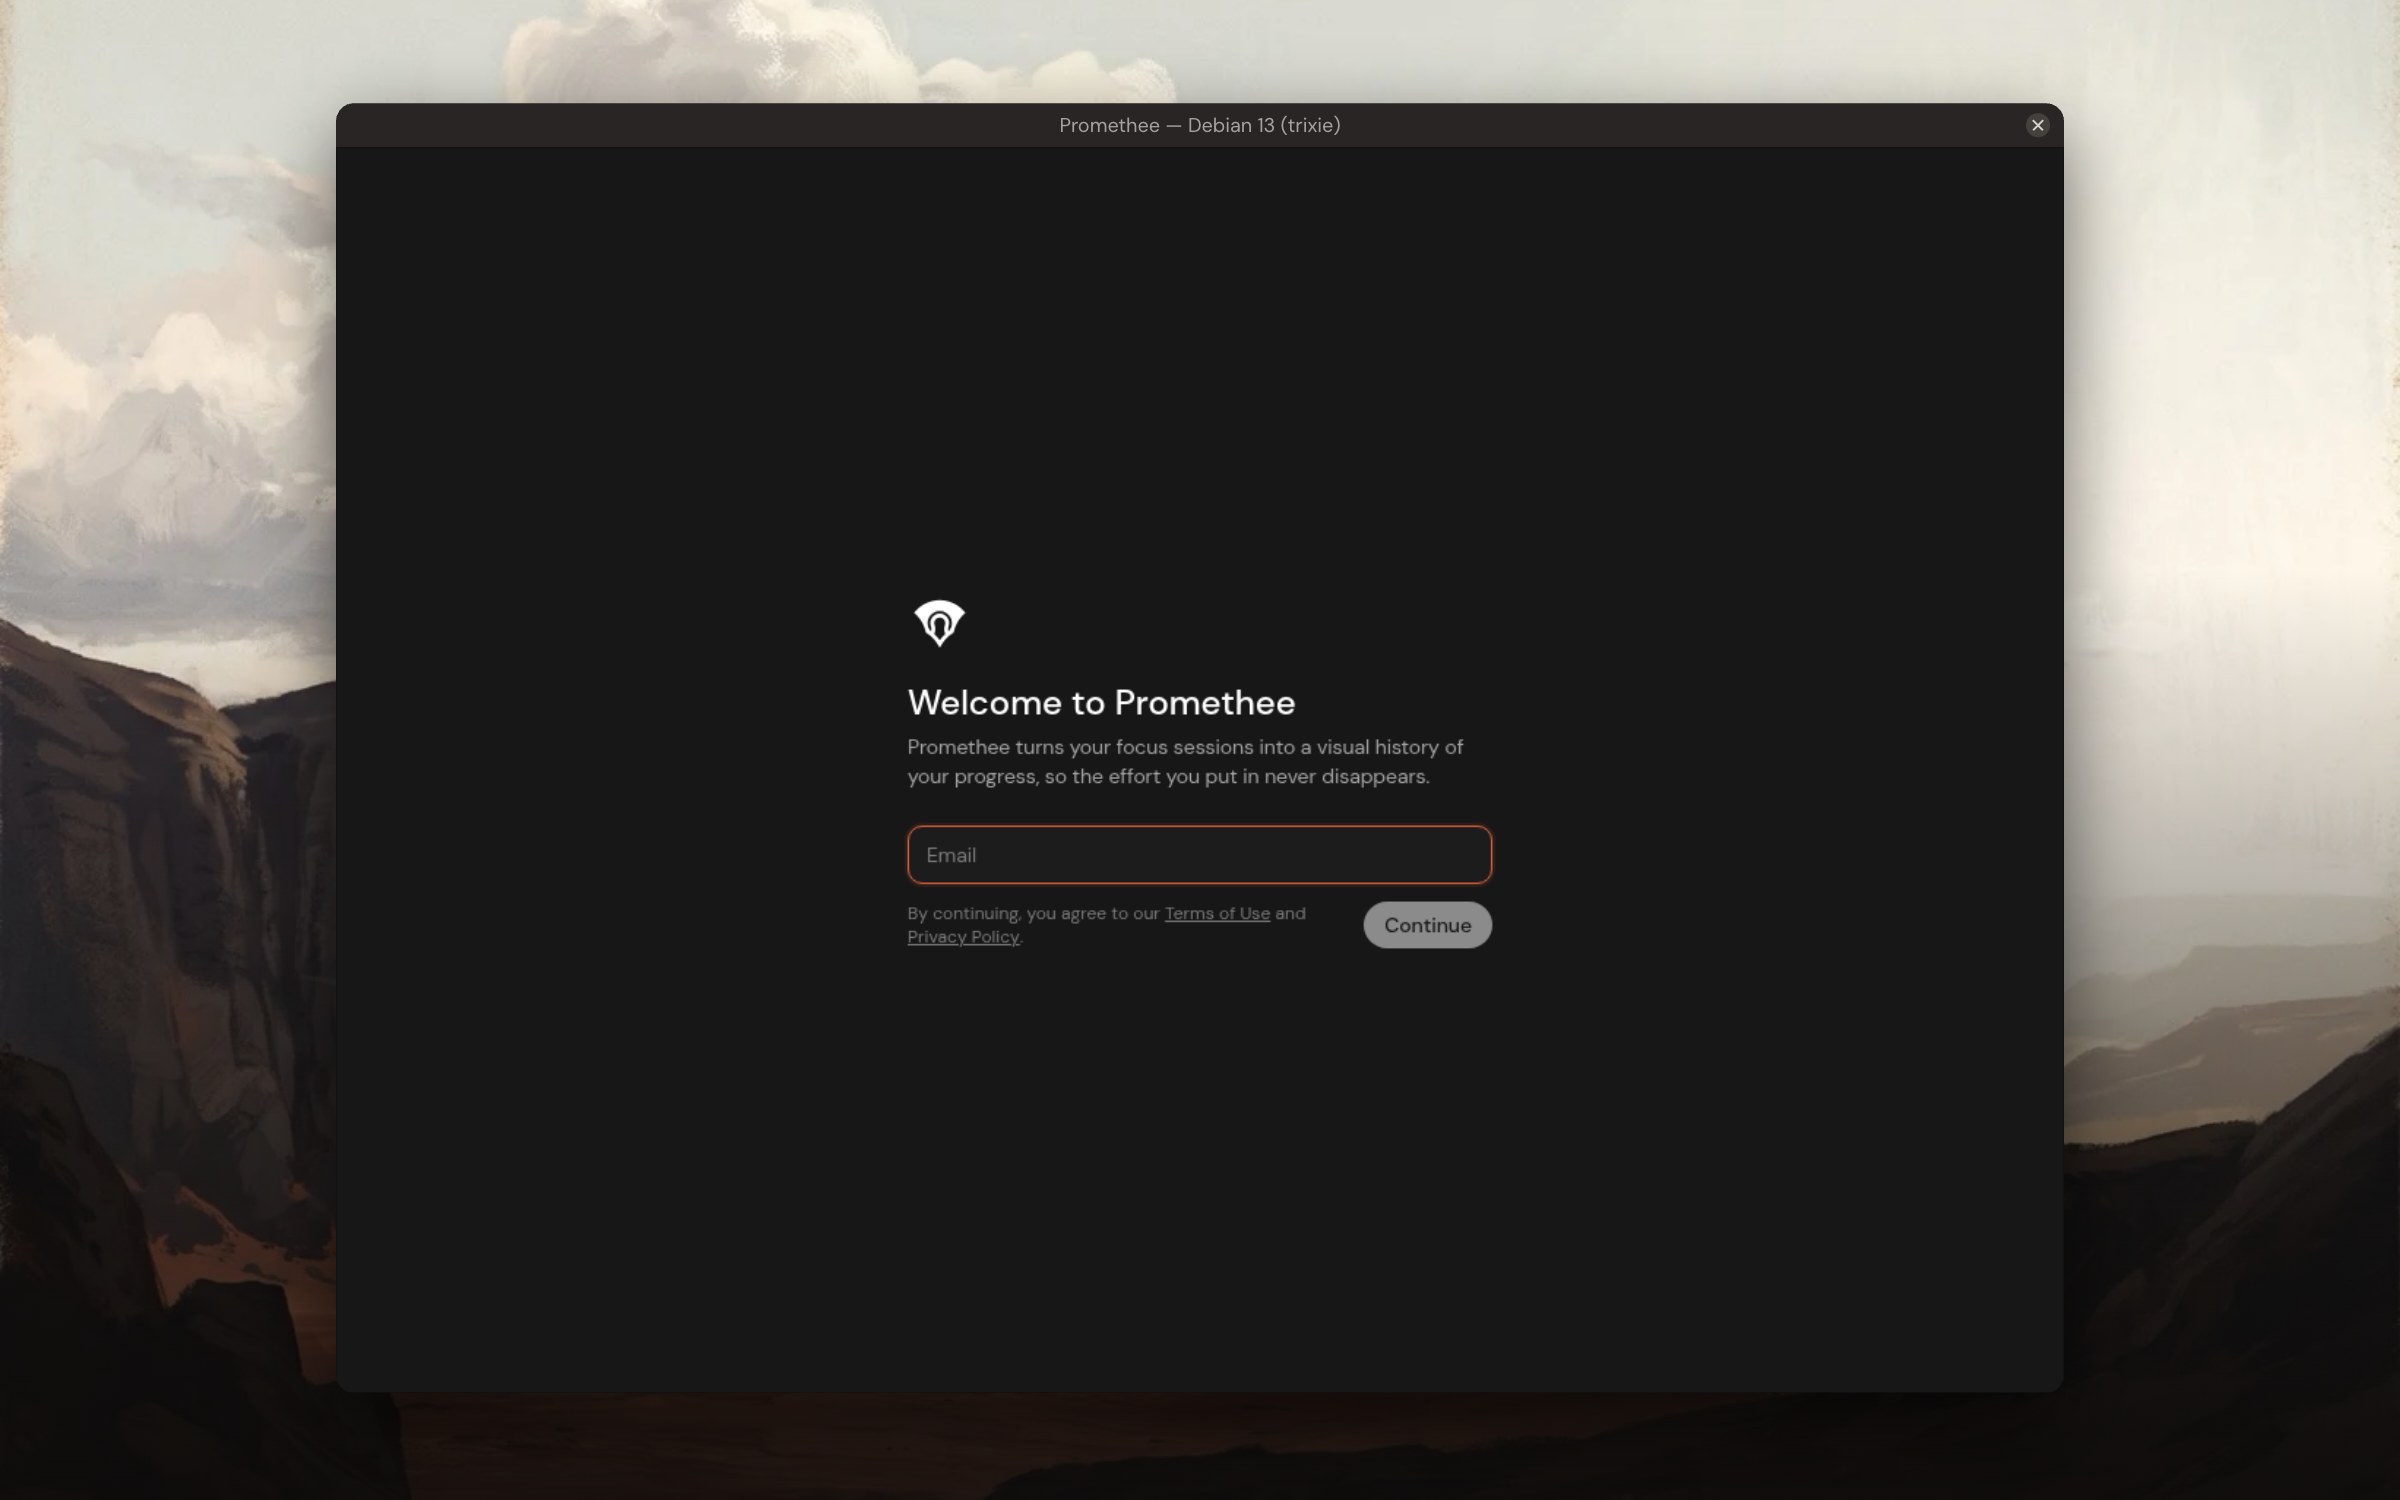 Promethee — Debian 13 (trixie)
Welcome to Promethee
Promethee turns your focus sessions into a visual history of
your progress, so the effort you put in never disappears.
Email
By continuing, you agree to our Terms of Use and
Privacy Policy.
Continue